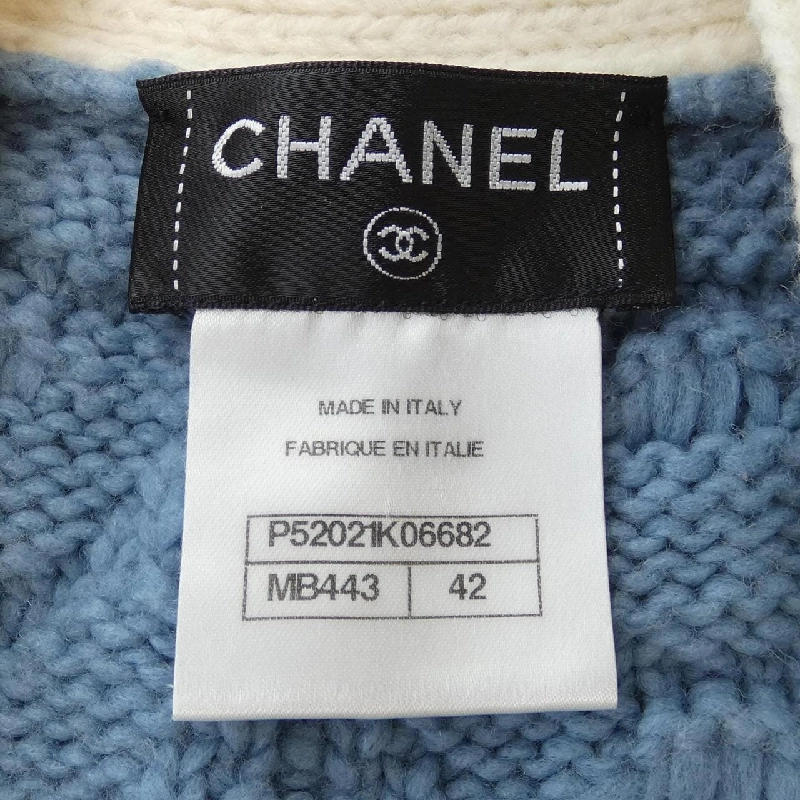 CHANEL
MADE IN ITALY
FABRIQUE EN ITALIE
P52021K06682
MB443 42